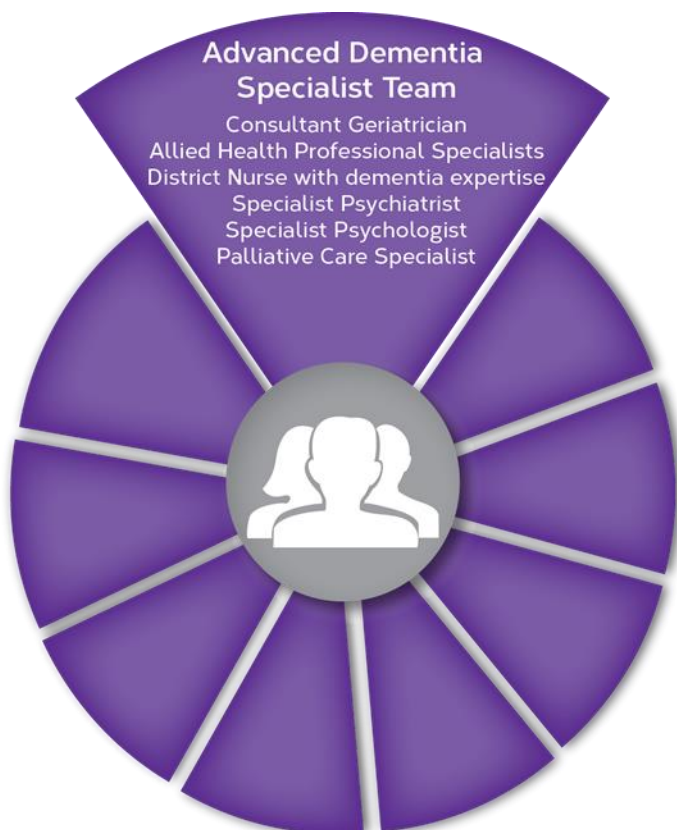 Advanced Dementia
Specialist Team
Consultant Geriatrician
Allied Health Professional Specialists
District Nurse with dementia expertise
Specialist Psychiatrist
Specialist Psychologist
Palliative Care Specialist